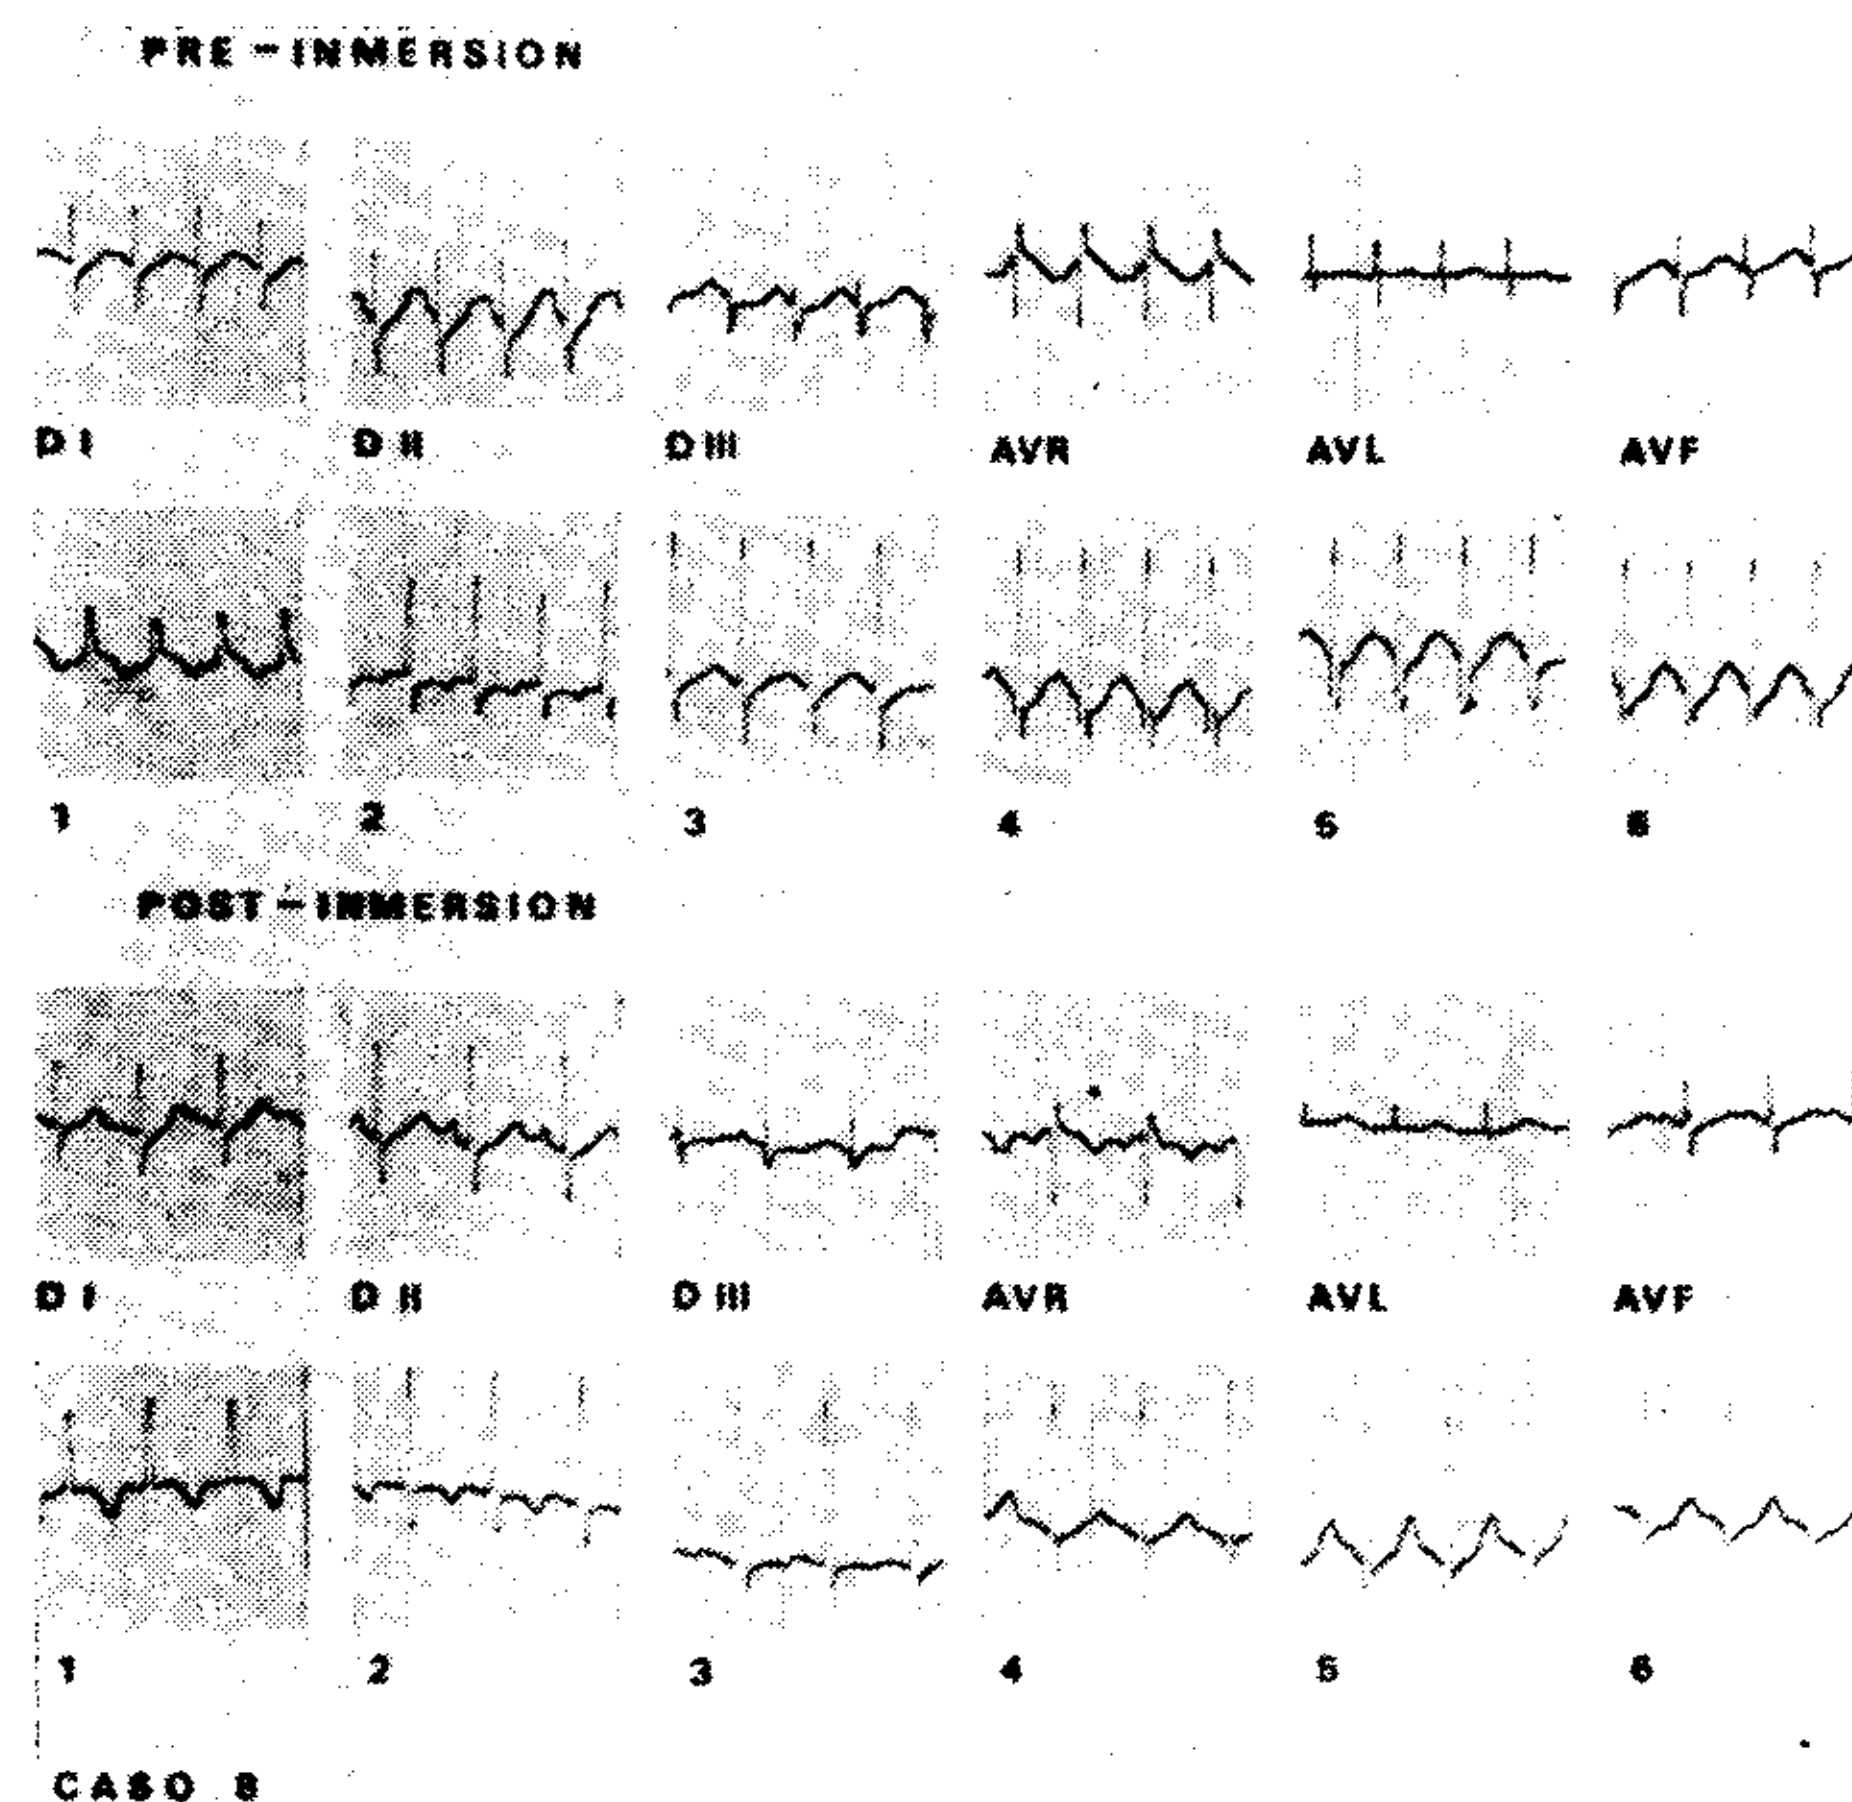 PRE-INMERSION
D I D II D III AVR AVL AVF
1 2 3 4 5 6
POST-INMERSION
D I D II D III AVR AVL AVF
1 2 3 4 5 6
CASO 8